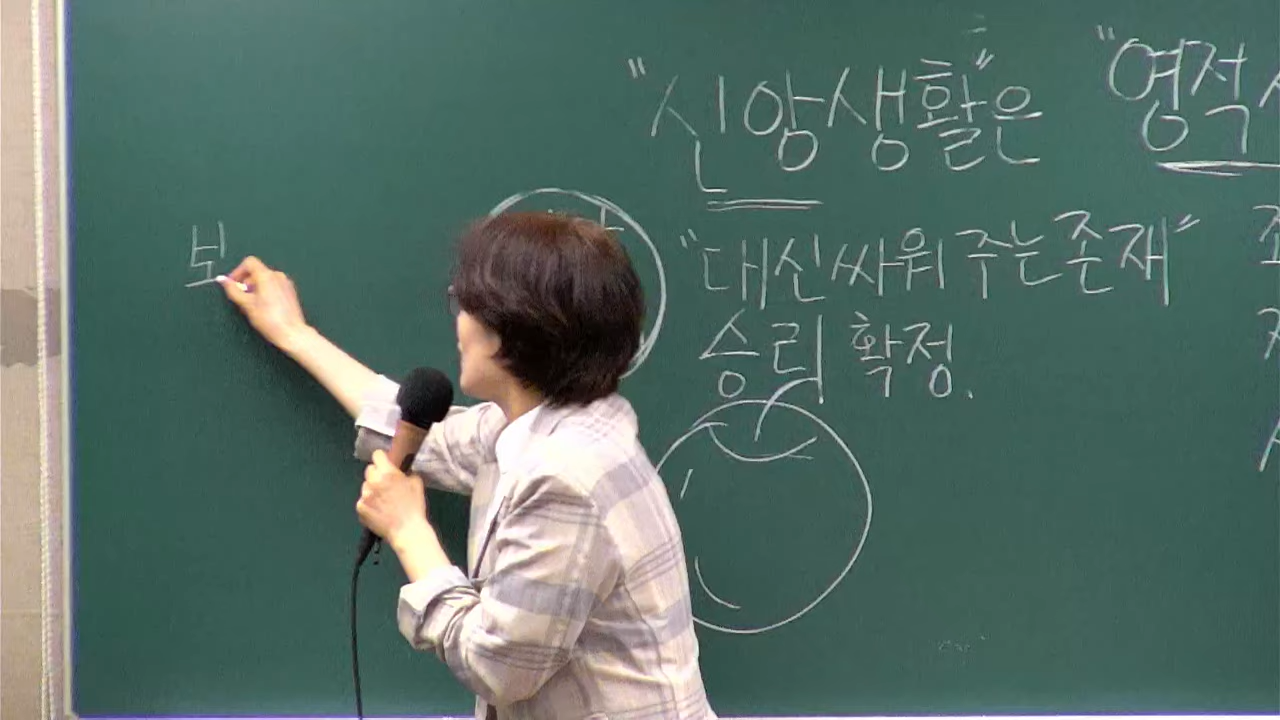 "신앙생활"은 "영적
"대신 싸워 주는 존재"
승리 확정.
보